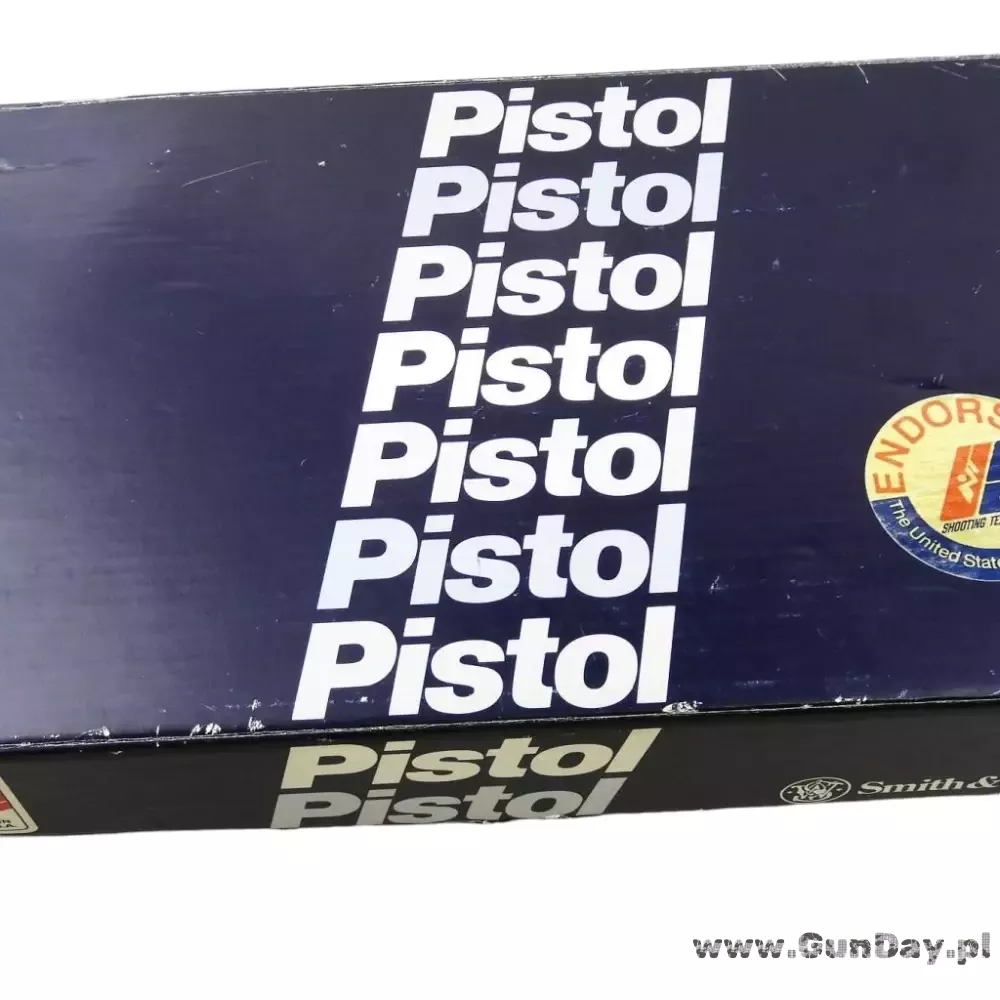 Pistol
Pistol
Pistol
Pistol
Pistol
Pistol
Pistol
ENDORS
SHOOTING TE
The United State
Pistol
Pistol
Smith &
www.GunDay.pl